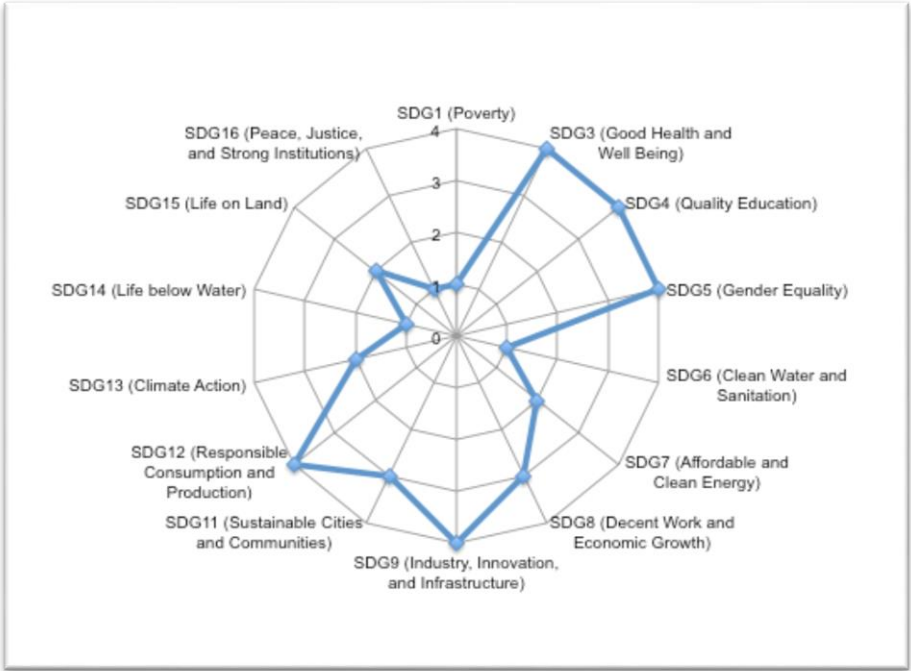 SDG1 (Poverty)
SDG3 (Good Health and
Well Being)
SDG4 (Quality Education)
SDG5 (Gender Equality)
SDG6 (Clean Water and
Sanitation)
SDG7 (Affordable and
Clean Energy)
SDG8 (Decent Work and
Economic Growth)
SDG9 (Industry, Innovation,
and Infrastructure)
SDG11 (Sustainable Cities
and Communities)
SDG12 (Responsible
Consumption and
Production)
SDG13 (Climate Action)
SDG14 (Life below Water)
SDG15 (Life on Land)
SDG16 (Peace, Justice,
and Strong Institutions)
4
3
2
1
0